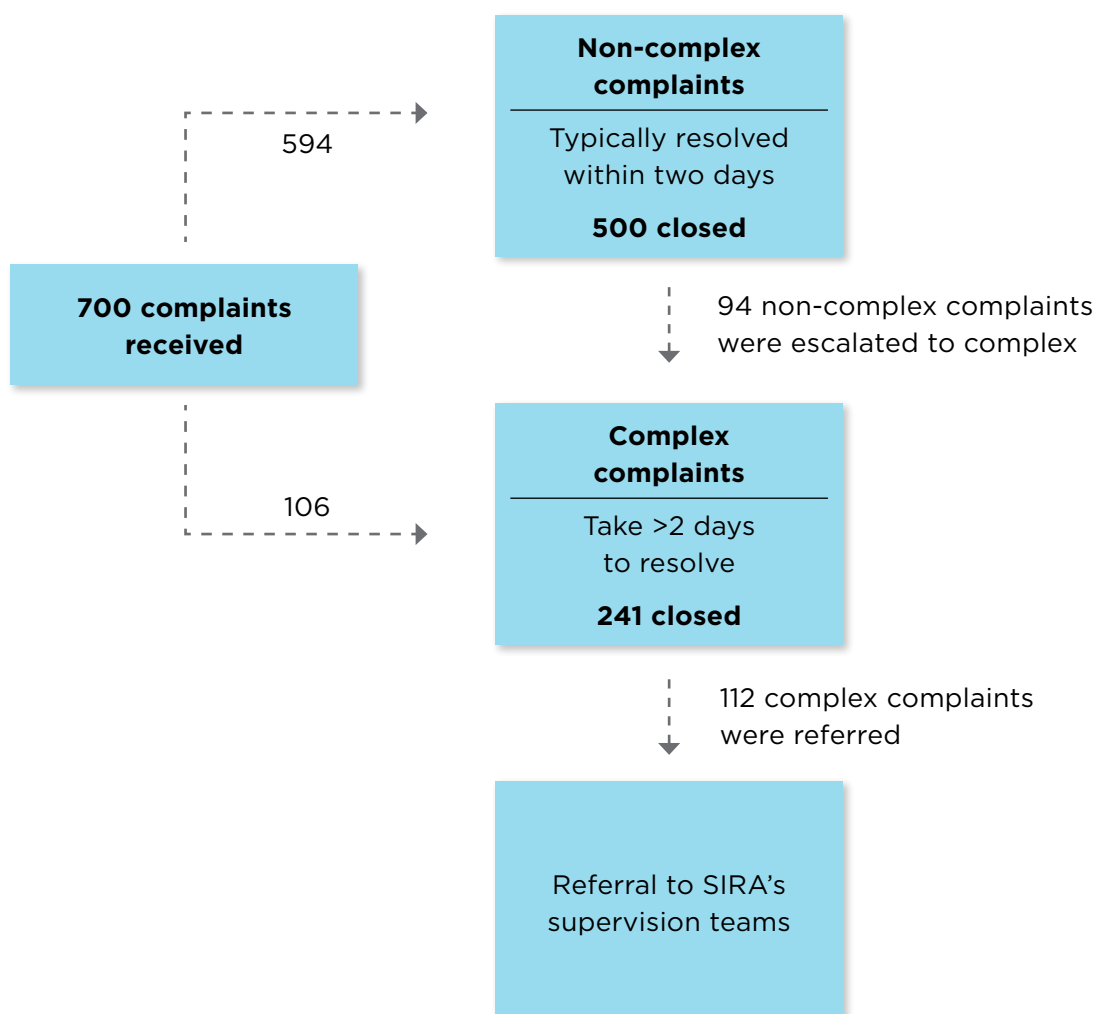 Non-complex
complaints
Typically resolved
within two days
500 closed
594
700 complaints
received
94 non-complex complaints
were escalated to complex
Complex
complaints
Take >2 days
to resolve
241 closed
106
112 complex complaints
were referred
Referral to SIRA’s
supervision teams